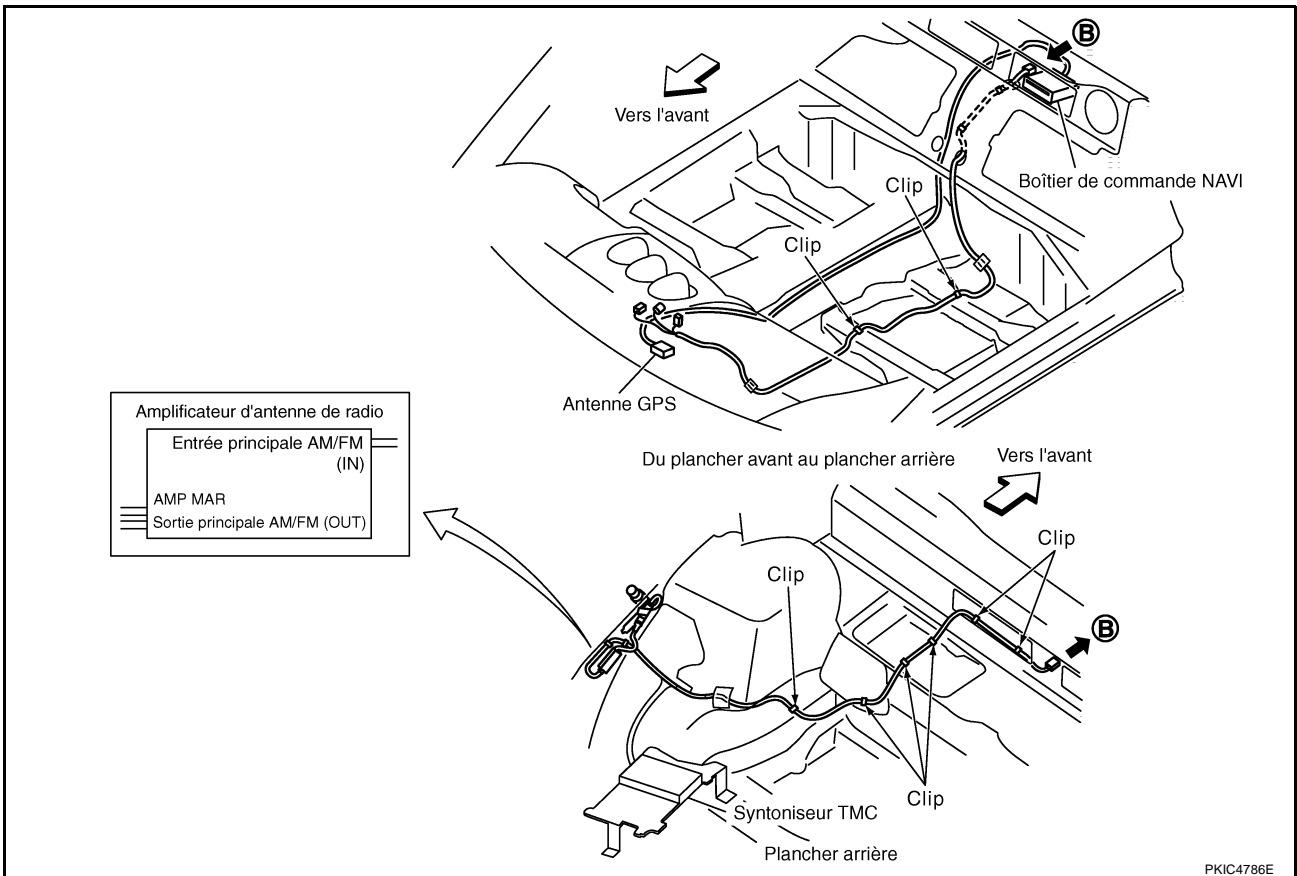 B
Vers l'avant
Boîtier de commande NAVI
Clip
Clip
Antenne GPS
Amplificateur d'antenne de radio
Entrée principale AM/FM
(IN)
AMP MAR
Sortie principale AM/FM (OUT)
Du plancher avant au plancher arrière
Vers l'avant
Clip
Clip
B
Clip
Syntoniseur TMC
Plancher arrière
PKIC4786E